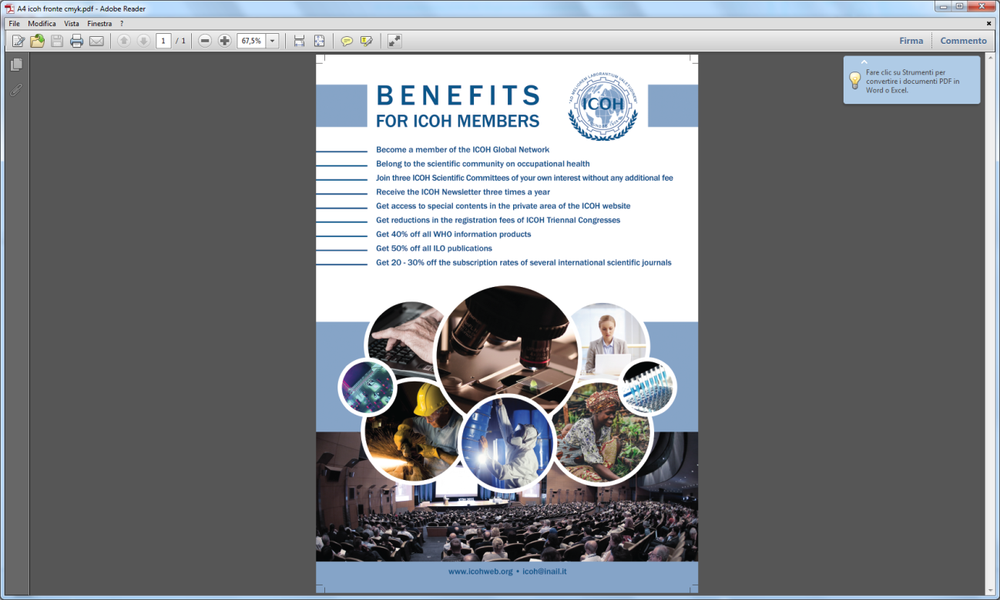 A4 icoh fronte cmyk.pdf - Adobe Reader
File Modifica Vista Finestra ?
1 / 1 67,5% Firma Commento
Fare clic su Strumenti per
convertire i documenti PDF in
Word o Excel.
"AD MELIOREM LABORANTIUM VALETUDINEM"
ICOH
FOUNDED 1906
BENEFITS
FOR ICOH MEMBERS
Become a member of the ICOH Global Network
Belong to the scientific community on occupational health
Join three ICOH Scientific Committees of your own interest without any additional fee
Receive the ICOH Newsletter three times a year
Get access to special contents in the private area of the ICOH website
Get reductions in the registration fees of ICOH Triennal Congresses
Get 40% off all WHO information products
Get 50% off all ILO publications
Get 20 - 30% off the subscription rates of several international scientific journals
ICOH 2015
www.icohweb.org • icoh@inail.it